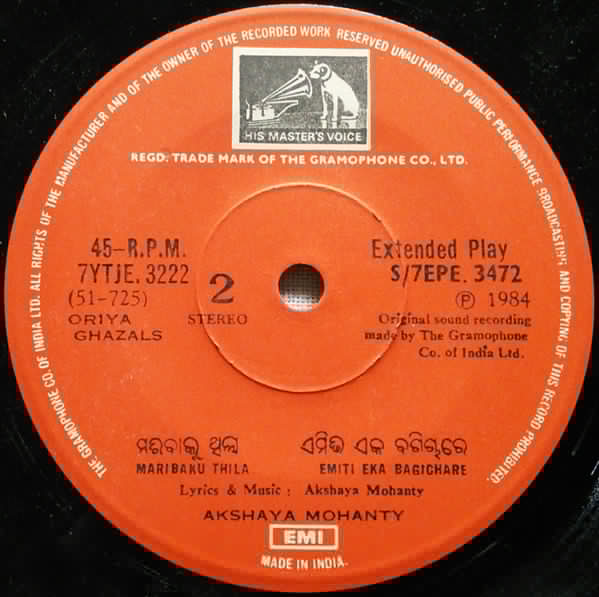 THE GRAMOPHONE CO. OF INDIA LTD. ALL RIGHTS OF THE MANUFACTURER AND OF THE OWNER OF THE RECORDED WORK RESERVED UNAUTHORISED PUBLIC PERFORMANCE BROADCASTING AND COPYING OF THIS RECORD PROHIBITED.
HIS MASTER'S VOICE
REGD. TRADE MARK OF THE GRAMOPHONE CO., LTD.
45-R.P.M.
7YTJE. 3222
(51-725)
ORIYA
GHAZALS
2
STEREO
Extended Play
S/7EPE. 3472
Ⓟ 1984
Original sound recording
made by The Gramophone
Co. of India Ltd.
ମରିବାକୁ ଥିଲା ଏମିତି ଏକ ବଗିଚାରେ
MARIBAKU THILA EMITI EKA BAGICHARE
Lyrics & Music : Akshaya Mohanty
AKSHAYA MOHANTY
EMI
MADE IN INDIA.